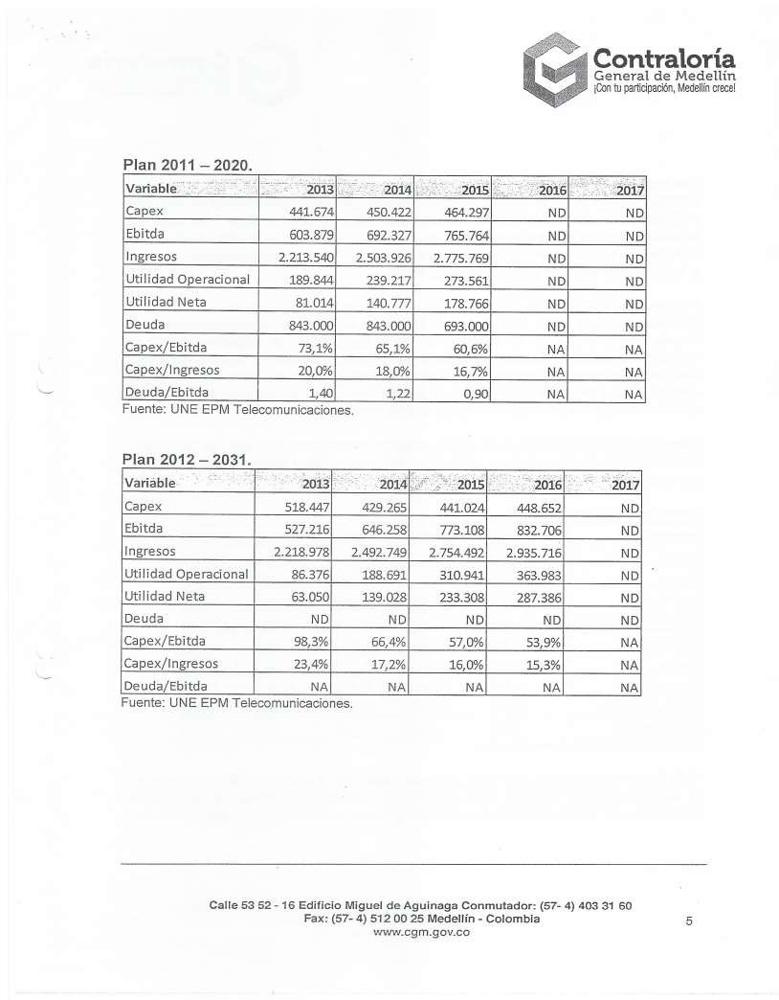 Contraloría
General de Medellín
¡Con tu participación, Medellín crece!
Plan 2011 – 2020.
Variable 2013 2014 2015 2016 2017
Capex 441.674 450.422 464.297 ND ND
Ebitda 603.879 692.327 765.764 ND ND
Ingresos 2.213.540 2.503.926 2.775.769 ND ND
Utilidad Operacional 189.844 239.217 273.561 ND ND
Utilidad Neta 81.014 140.777 178.766 ND ND
Deuda 843.000 843.000 693.000 ND ND
Capex/Ebitda 73,1% 65,1% 60,6% NA NA
Capex/Ingresos 20,0% 18,0% 16,7% NA NA
Deuda/Ebitda 1,40 1,22 0,90 NA NA
Fuente: UNE EPM Telecomunicaciones.
Plan 2012 – 2031.
Variable 2013 2014 2015 2016 2017
Capex 518.447 429.265 441.024 448.652 ND
Ebitda 527.216 646.258 773.108 832.706 ND
Ingresos 2.218.978 2.492.749 2.754.492 2.935.716 ND
Utilidad Operacional 86.376 188.691 310.941 363.983 ND
Utilidad Neta 63.050 139.028 233.308 287.386 ND
Deuda ND ND ND ND ND
Capex/Ebitda 98,3% 66,4% 57,0% 53,9% NA
Capex/Ingresos 23,4% 17,2% 16,0% 15,3% NA
Deuda/Ebitda NA NA NA NA NA
Fuente: UNE EPM Telecomunicaciones.
Calle 53 52 - 16 Edificio Miguel de Aguinaga Conmutador: (57- 4) 403 31 60
Fax: (57- 4) 512 00 25 Medellín - Colombia
www.cgm.gov.co
5